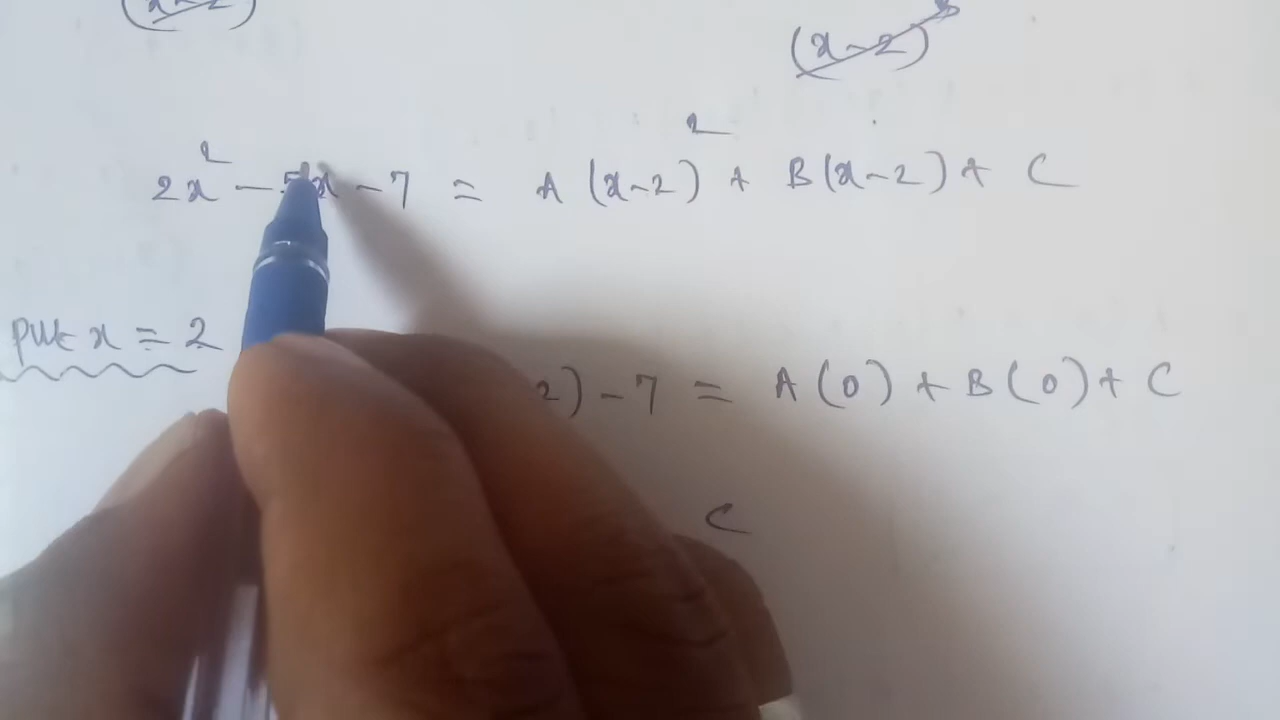 (x-2)
(x-2)³
2x² - 5x - 7 = A(x-2)² + B(x-2) + C
put x = 2
2) - 7 = A(0) + B(0) + C
C